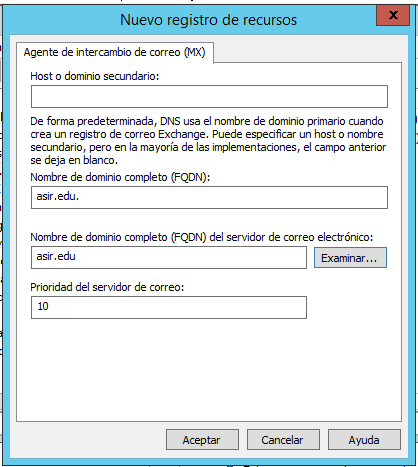 Nuevo registro de recursos
x
Agente de intercambio de correo (MX)
Host o dominio secundario:
De forma predeterminada, DNS usa el nombre de dominio primario cuando
crea un registro de correo Exchange. Puede especificar un host o nombre
secundario, pero en la mayoría de las implementaciones, el campo anterior
se deja en blanco.
Nombre de dominio completo (FQDN):
asir.edu.
Nombre de dominio completo (FQDN) del servidor de correo electrónico:
asir.edu
Examinar...
Prioridad del servidor de correo:
10
Aceptar
Cancelar
Ayuda